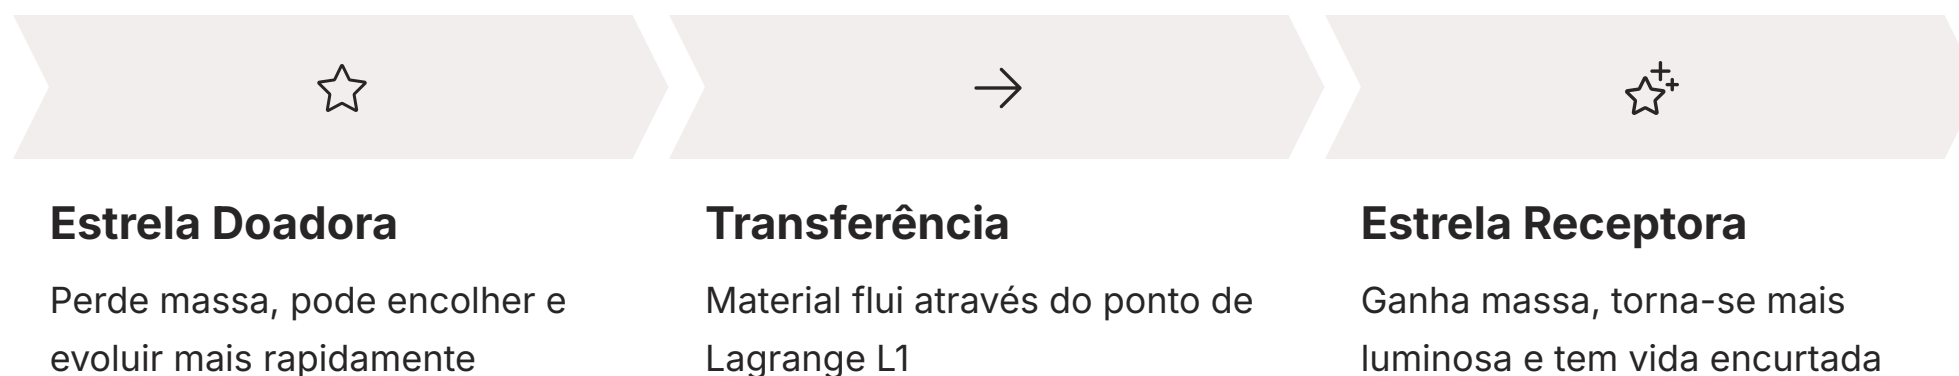 Estrela Doadora
Perde massa, pode encolher e
evoluir mais rapidamente
Transferência
Material flui através do ponto de
Lagrange L1
Estrela Receptora
Ganha massa, torna-se mais
luminosa e tem vida encurtada